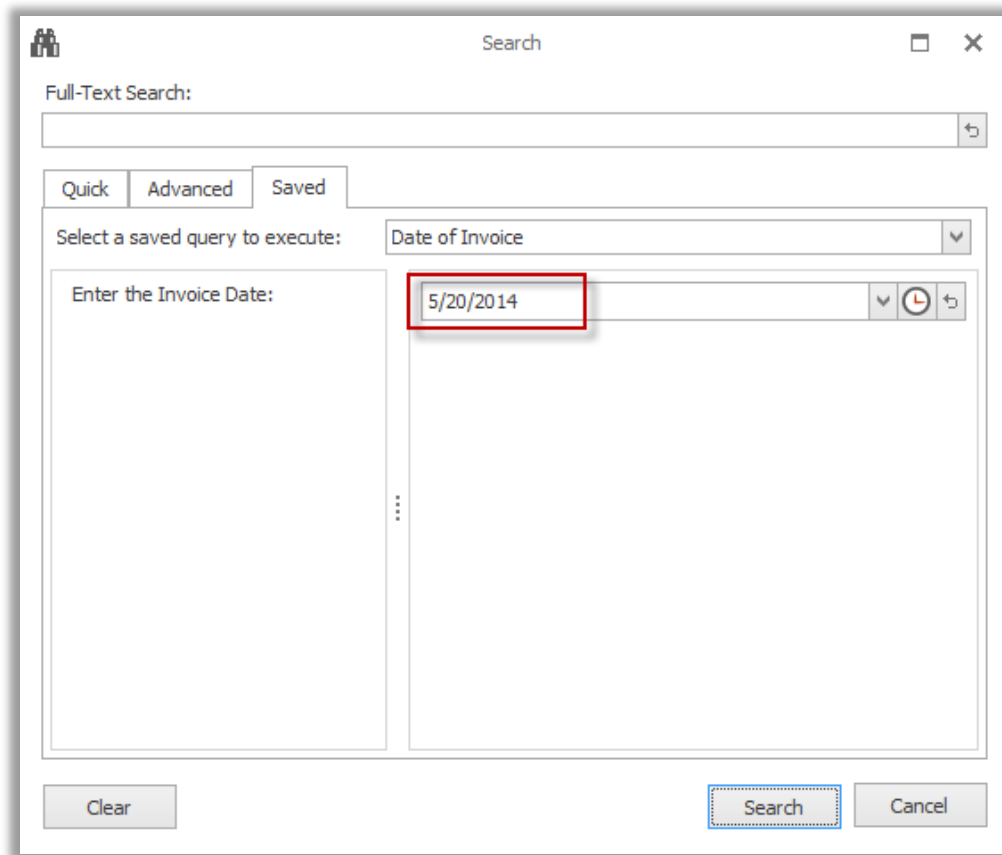 Search
Full-Text Search:
Quick Advanced Saved
Select a saved query to execute: Date of Invoice
Enter the Invoice Date: 5/20/2014
Clear Search Cancel